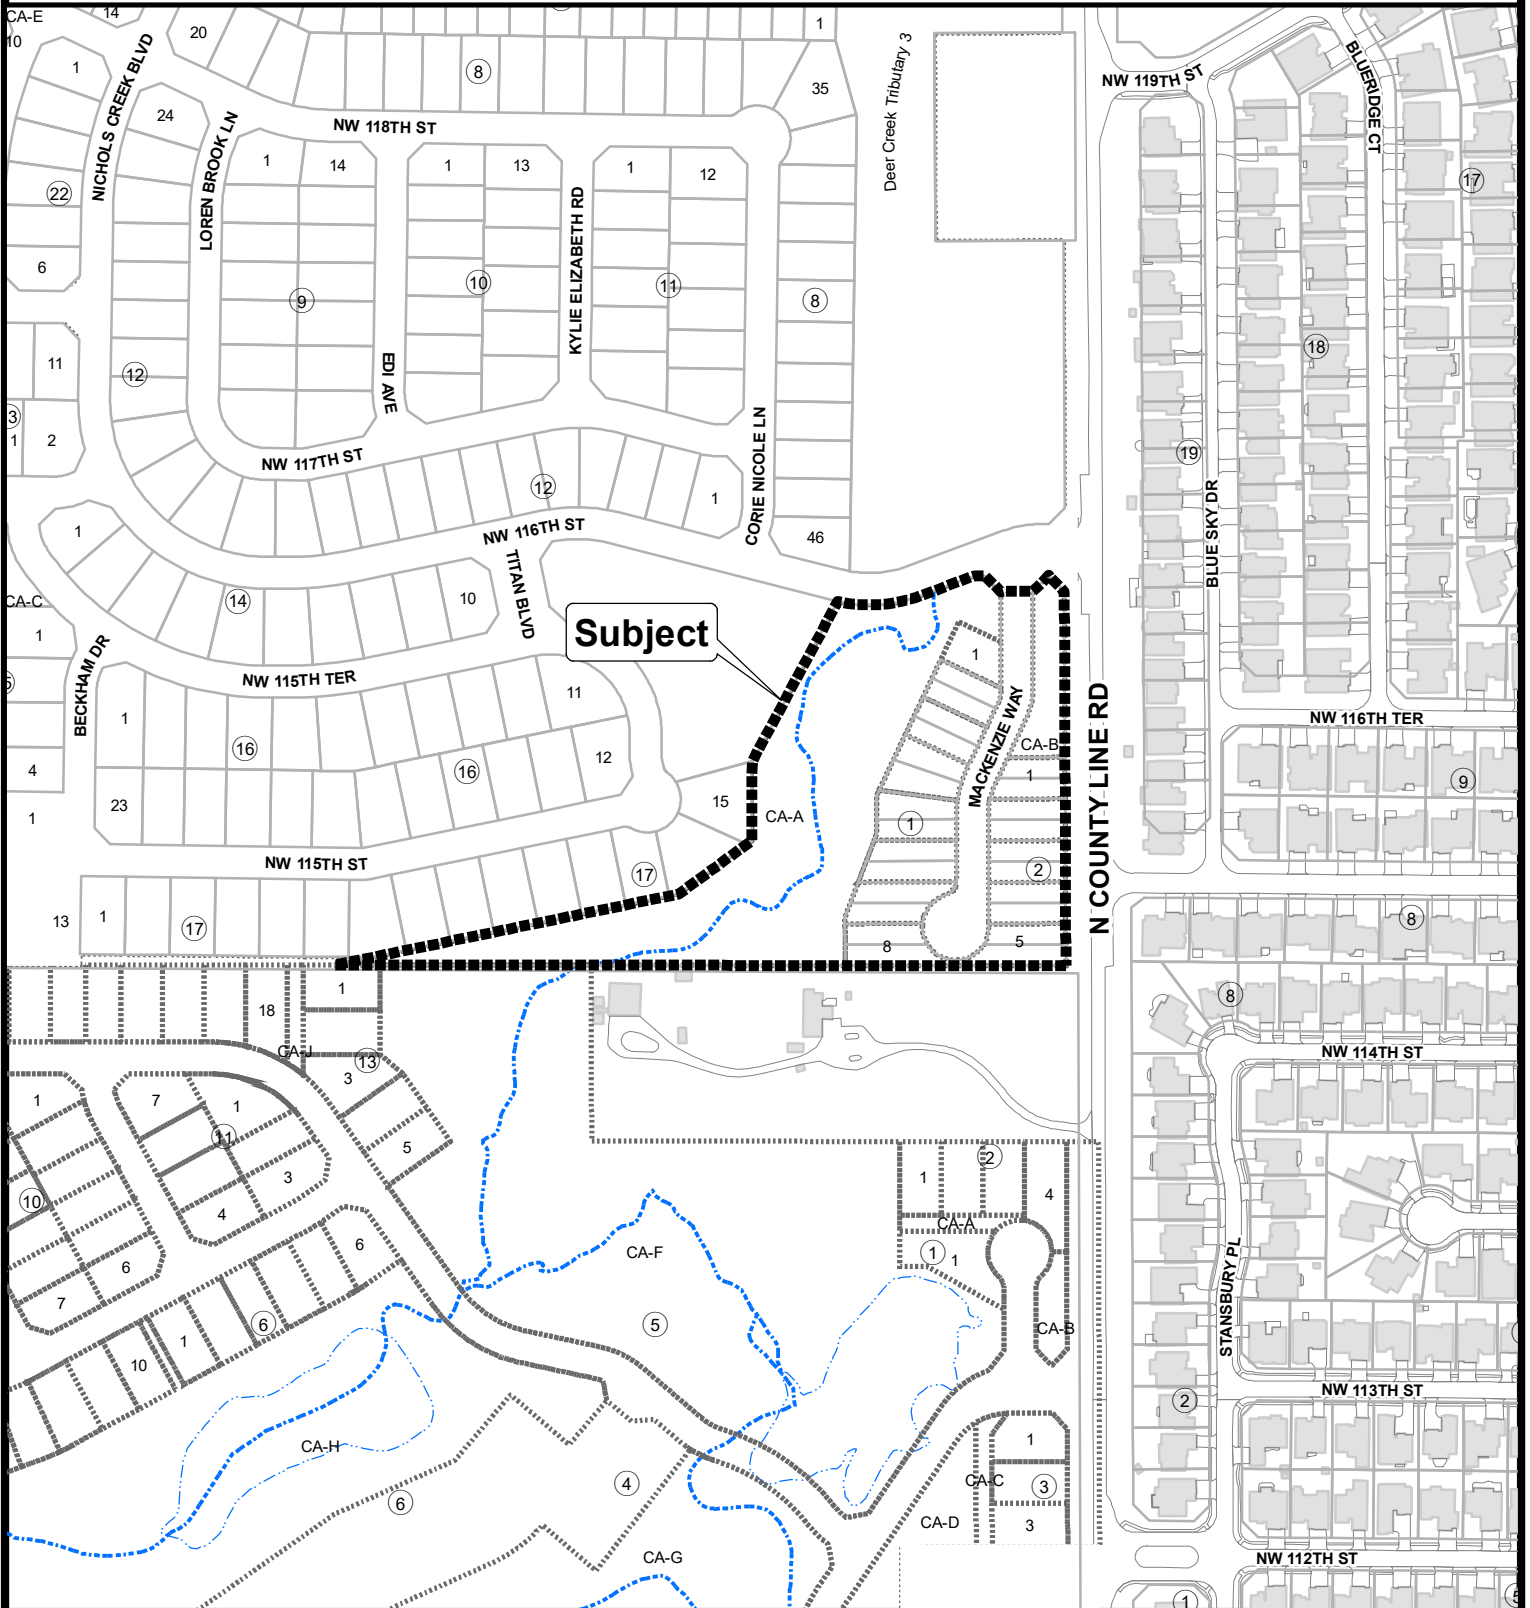 CA-E
14
10
20
1
8
1
35
24
NW 118TH ST
NICHOLS CREEK BLVD
LOREN BROOK LN
Deer Creek Tributary 3
NW 119TH ST
BLUERIDGE CT
17
1
14
1
13
1
12
22
KYLIE ELIZABETH RD
6
9
10
11
8
18
11
12
EDI AVE
3
1
2
NW 117TH ST
CORIE NICOLE LN
19
12
1
NW 116TH ST
46
BLUE SKY DR
1
TITAN BLVD
CA-C
14
10
1
Subject
BECKHAM DR
NW 115TH TER
1
11
MACKENZIE WAY
N COUNTY LINE RD
NW 116TH TER
1
16
12
16
CA-B
1
9
4
23
15
CA-A
1
1
NW 115TH ST
17
2
13
1
17
8
5
8
1
18
8
CA-J
13
3
NW 114TH ST
1
7
1
11
5
2
10
3
1
4
4
CA-A
6
CA-F
1
1
6
STANSBURY PL
7
6
1
5
CA-B
10
NW 113TH ST
2
CA-H
1
4
CA-C
3
6
CA-D
3
CA-G
NW 112TH ST
1
5